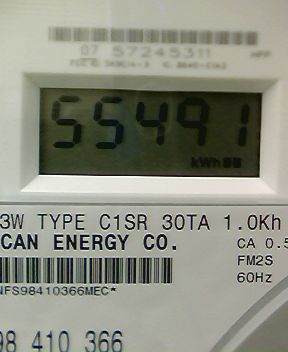 07 57245311
55491
kWh
3W TYPE C1SR 30TA 1.0Kh
CAN ENERGY CO.
CA 0.5
FM2S
60Hz
NFS98410366MEC*
98 410 366